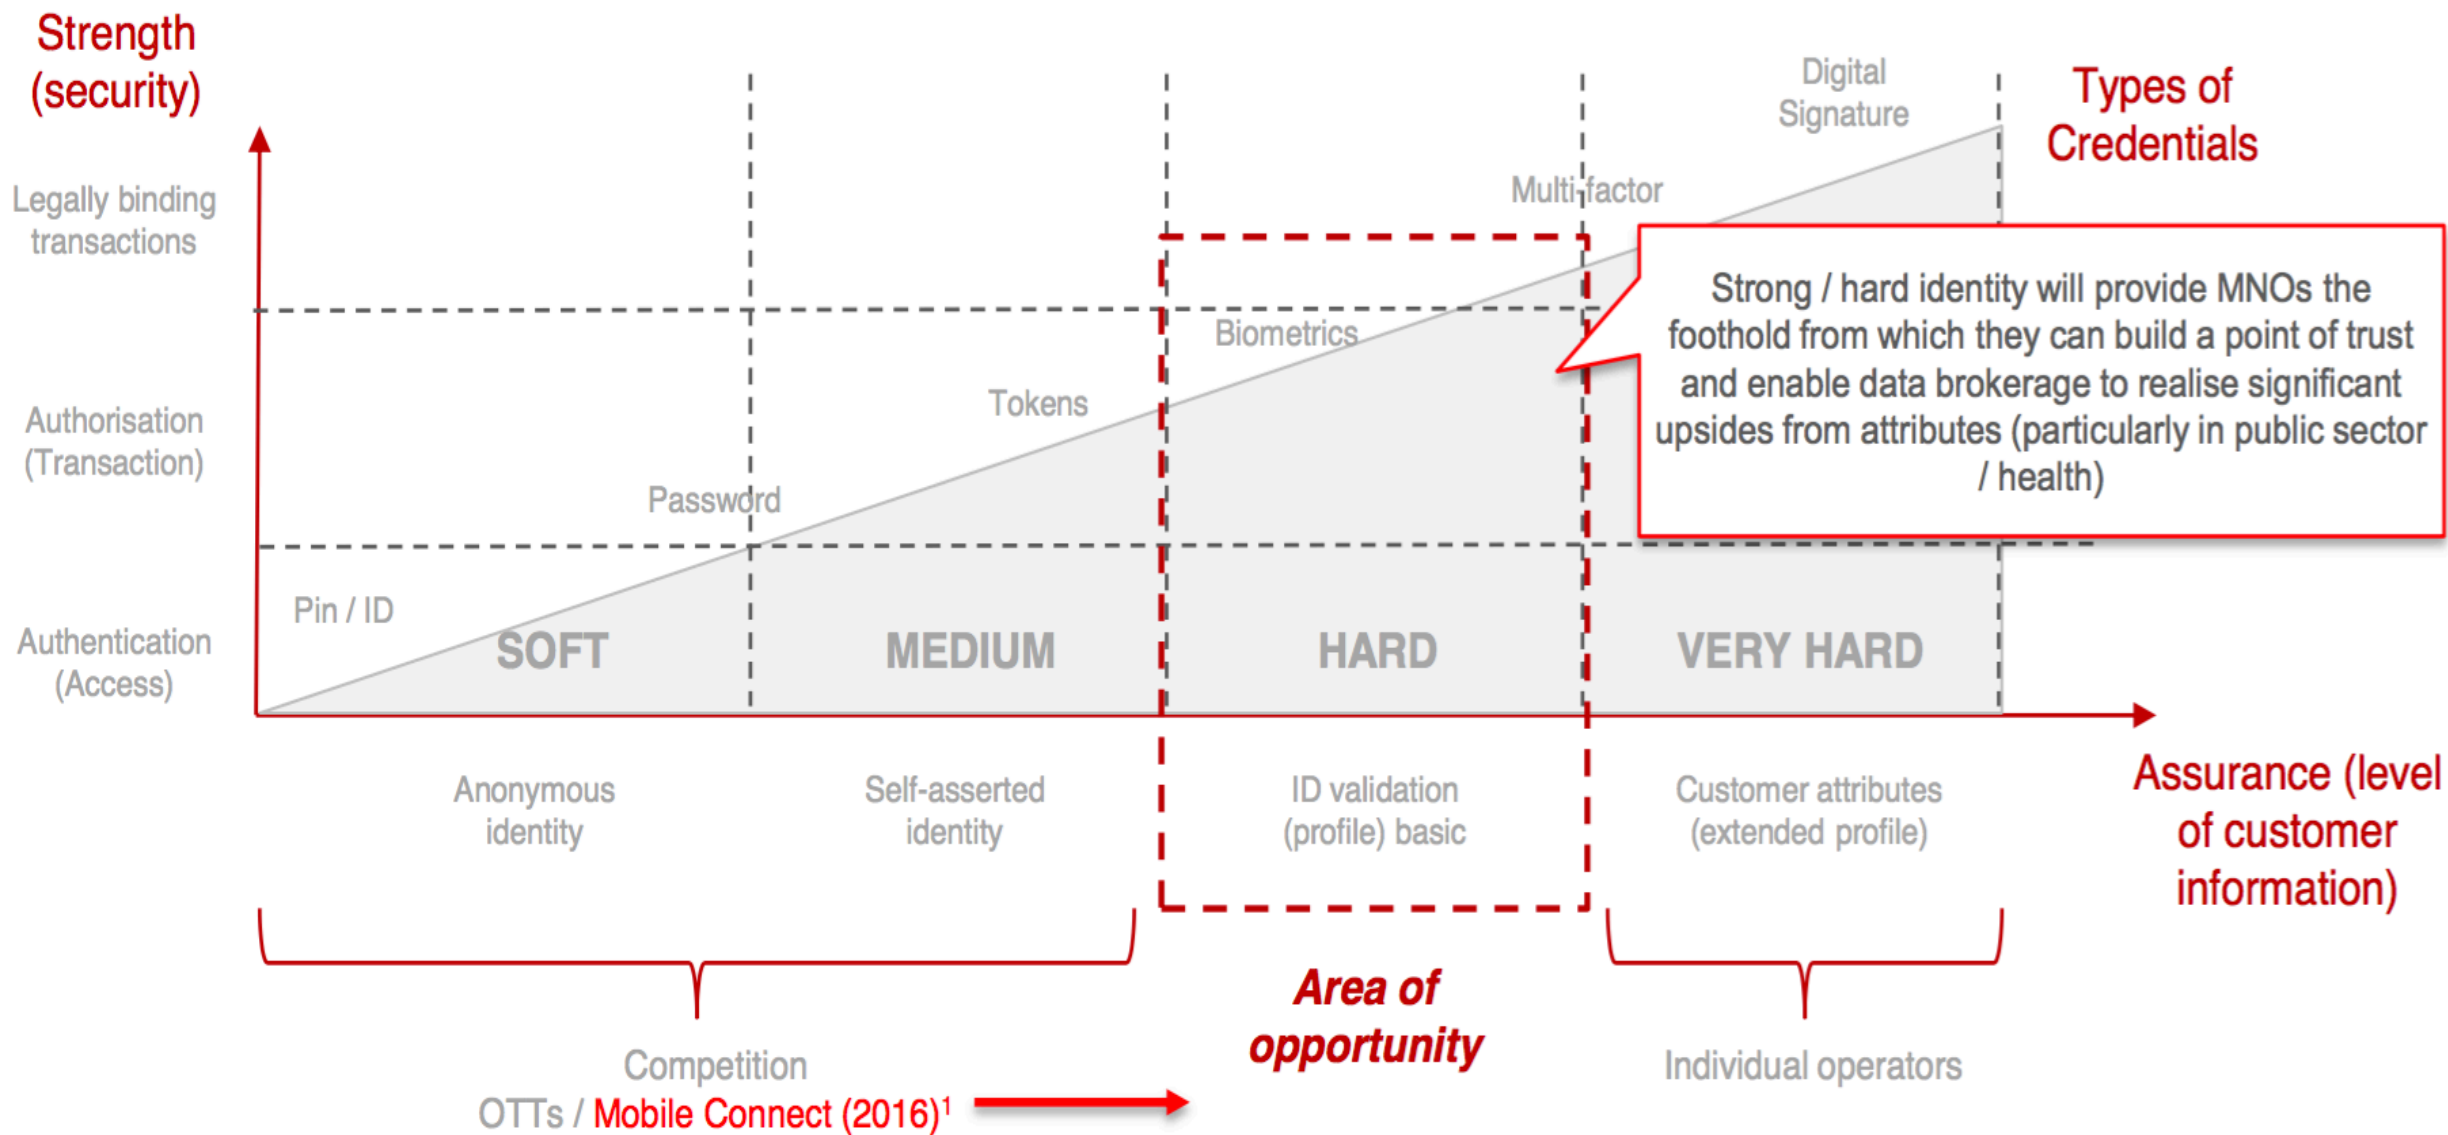 Strength
(security)
Digital
Signature
Types of
Credentials
Legally binding
transactions
Multi-factor
Strong / hard identity will provide MNOs the
foothold from which they can build a point of trust
and enable data brokerage to realise significant
upsides from attributes (particularly in public sector
/ health)
Biometrics
Authorisation
(Transaction)
Tokens
Password
Pin / ID
Authentication
(Access)
SOFT
MEDIUM
HARD
VERY HARD
Anonymous
identity
Self-asserted
identity
ID validation
(profile) basic
Customer attributes
(extended profile)
Assurance (level
of customer
information)
Area of
opportunity
Competition
OTTs / Mobile Connect (2016)¹
Individual operators